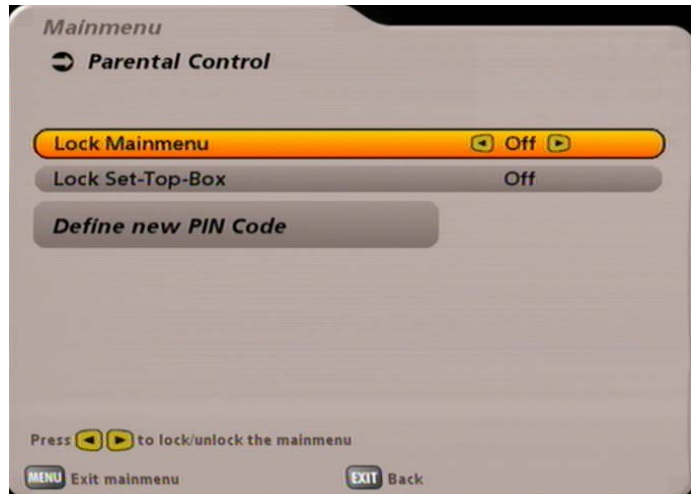 Mainmenu
Parental Control
Lock Mainmenu Off
Lock Set-Top-Box Off
Define new PIN Code
Press to lock/unlock the mainmenu
MENU Exit mainmenu EXIT Back